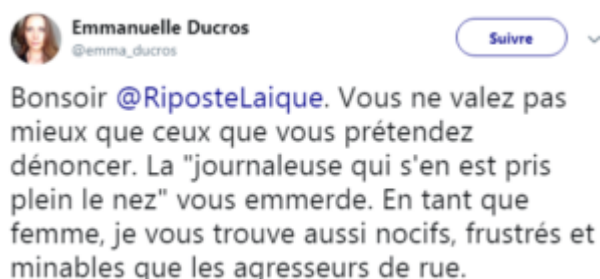 Emmanuelle Ducros
@emma_ducros
Suivre
Bonsoir @RiposteLaique. Vous ne valez pas
mieux que ceux que vous prétendez
dénoncer. La "journaleuse qui s'en est pris
plein le nez" vous emmerde. En tant que
femme, je vous trouve aussi nocifs, frustrés et
minables que les agresseurs de rue.